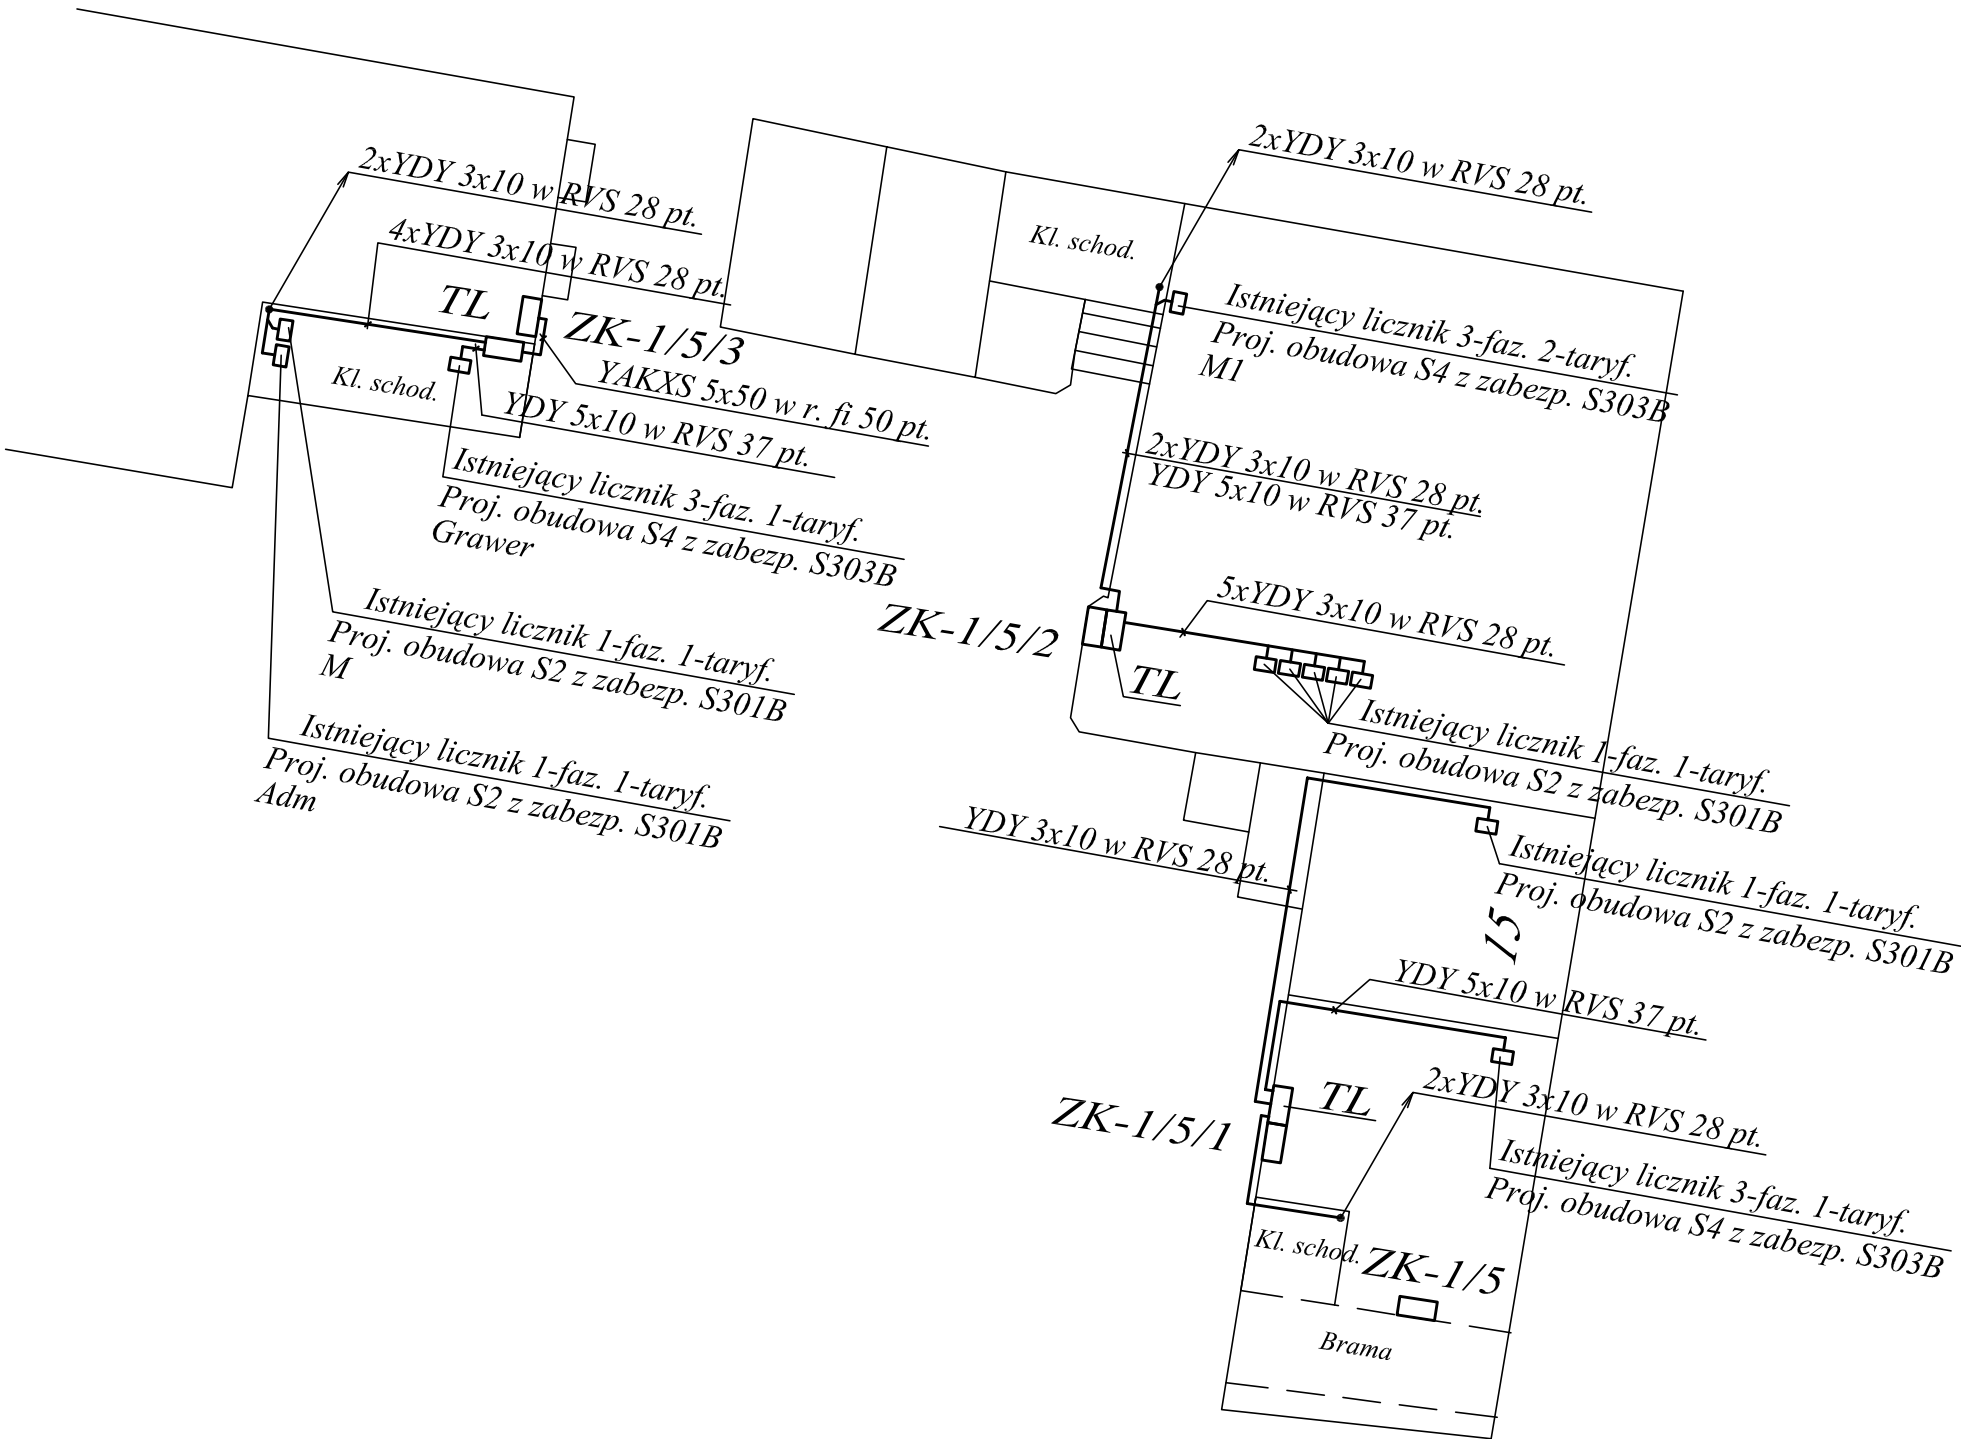 2xYDY 3x10 w RVS 28 pt.
4xYDY 3x10 w RVS 28 pt.
TL
ZK-1/5/3
Kl. schod.
YAKXS 5x50 w r. fi 50 pt.
YDY 5x10 w RVS 37 pt.
Istniejący licznik 3-faz. 1-taryf.
Proj. obudowa S4 z zabezp. S303B
Grawer
Istniejący licznik 1-faz. 1-taryf.
Proj. obudowa S2 z zabezp. S301B
M
Istniejący licznik 1-faz. 1-taryf.
Proj. obudowa S2 z zabezp. S301B
Adm
2xYDY 3x10 w RVS 28 pt.
Kl. schod.
Istniejący licznik 3-faz. 2-taryf.
Proj. obudowa S4 z zabezp. S303B
M1
2xYDY 3x10 w RVS 28 pt.
YDY 5x10 w RVS 37 pt.
5xYDY 3x10 w RVS 28 pt.
ZK-1/5/2
TL
Istniejący licznik 1-faz. 1-taryf.
Proj. obudowa S2 z zabezp. S301B
YDY 3x10 w RVS 28 pt.
Istniejący licznik 1-faz. 1-taryf.
Proj. obudowa S2 z zabezp. S301B
15
YDY 5x10 w RVS 37 pt.
2xYDY 3x10 w RVS 28 pt.
TL
ZK-1/5/1
Istniejący licznik 3-faz. 1-taryf.
Proj. obudowa S4 z zabezp. S303B
Kl. schod.
ZK-1/5
Brama